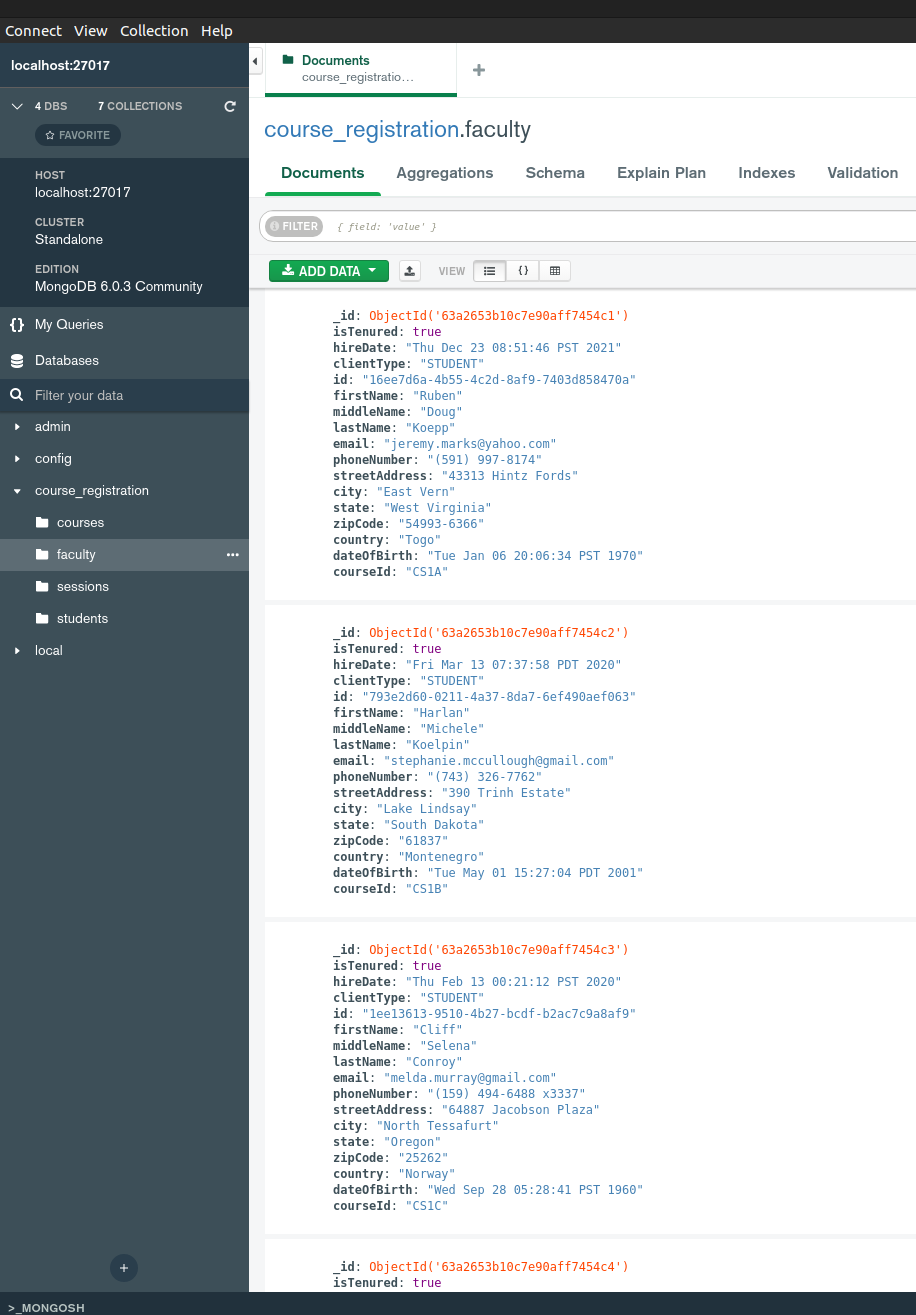 Connect View Collection Help
localhost:27017
4 DBS 7 COLLECTIONS
FAVORITE
HOST
localhost:27017
CLUSTER
Standalone
EDITION
MongoDB 6.0.3 Community
{} My Queries
Databases
Filter your data
admin
config
course_registration
courses
faculty ...
sessions
students
local
+
>_MONGOSH
Documents
course_registratio...
+
course_registration.faculty
Documents Aggregations Schema Explain Plan Indexes Validation
FILTER { field: 'value' }
ADD DATA VIEW {}
_id: ObjectId('63a2653b10c7e90aff7454c1')
isTenured: true
hireDate: "Thu Dec 23 08:51:46 PST 2021"
clientType: "STUDENT"
id: "16ee7d6a-4b55-4c2d-8af9-7403d858470a"
firstName: "Ruben"
middleName: "Doug"
lastName: "Koepp"
email: "jeremy.marks@yahoo.com"
phoneNumber: "(591) 997-8174"
streetAddress: "43313 Hintz Fords"
city: "East Vern"
state: "West Virginia"
zipCode: "54993-6366"
country: "Togo"
dateOfBirth: "Tue Jan 06 20:06:34 PST 1970"
courseId: "CS1A"
_id: ObjectId('63a2653b10c7e90aff7454c2')
isTenured: true
hireDate: "Fri Mar 13 07:37:58 PDT 2020"
clientType: "STUDENT"
id: "793e2d60-0211-4a37-8da7-6ef490aef063"
firstName: "Harlan"
middleName: "Michele"
lastName: "Koelpin"
email: "stephanie.mccullough@gmail.com"
phoneNumber: "(743) 326-7762"
streetAddress: "390 Trinh Estate"
city: "Lake Lindsay"
state: "South Dakota"
zipCode: "61837"
country: "Montenegro"
dateOfBirth: "Tue May 01 15:27:04 PDT 2001"
courseId: "CS1B"
_id: ObjectId('63a2653b10c7e90aff7454c3')
isTenured: true
hireDate: "Thu Feb 13 00:21:12 PST 2020"
clientType: "STUDENT"
id: "1ee13613-9510-4b27-bcdf-b2ac7c9a8af9"
firstName: "Cliff"
middleName: "Selena"
lastName: "Conroy"
email: "melda.murray@gmail.com"
phoneNumber: "(159) 494-6488 x3337"
streetAddress: "64887 Jacobson Plaza"
city: "North Tessafurt"
state: "Oregon"
zipCode: "25262"
country: "Norway"
dateOfBirth: "Wed Sep 28 05:28:41 PST 1960"
courseId: "CS1C"
_id: ObjectId('63a2653b10c7e90aff7454c4')
isTenured: true